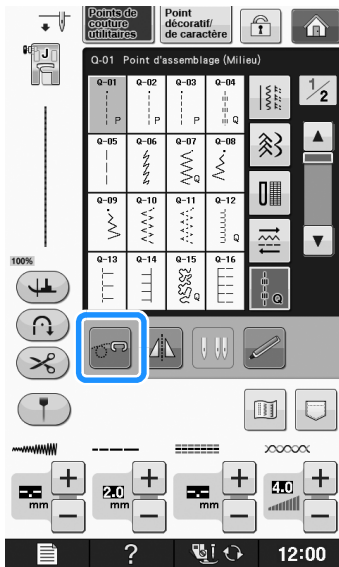 Points de
couture
utilitaires
Point
décoratif/
de caractère
J
Q-01 Point d'assemblage (Milieu)
Q-01 Q-02 Q-03 Q-04
P P P Q
1/2
Q-05 Q-06 Q-07 Q-08
Q
Q-09 Q-10 Q-11 Q-12
Q Q
Q-13 Q-14 Q-15 Q-16
Q
Q
100%
-.- 2.0 -.- 4.0
mm mm mm
? 12:00